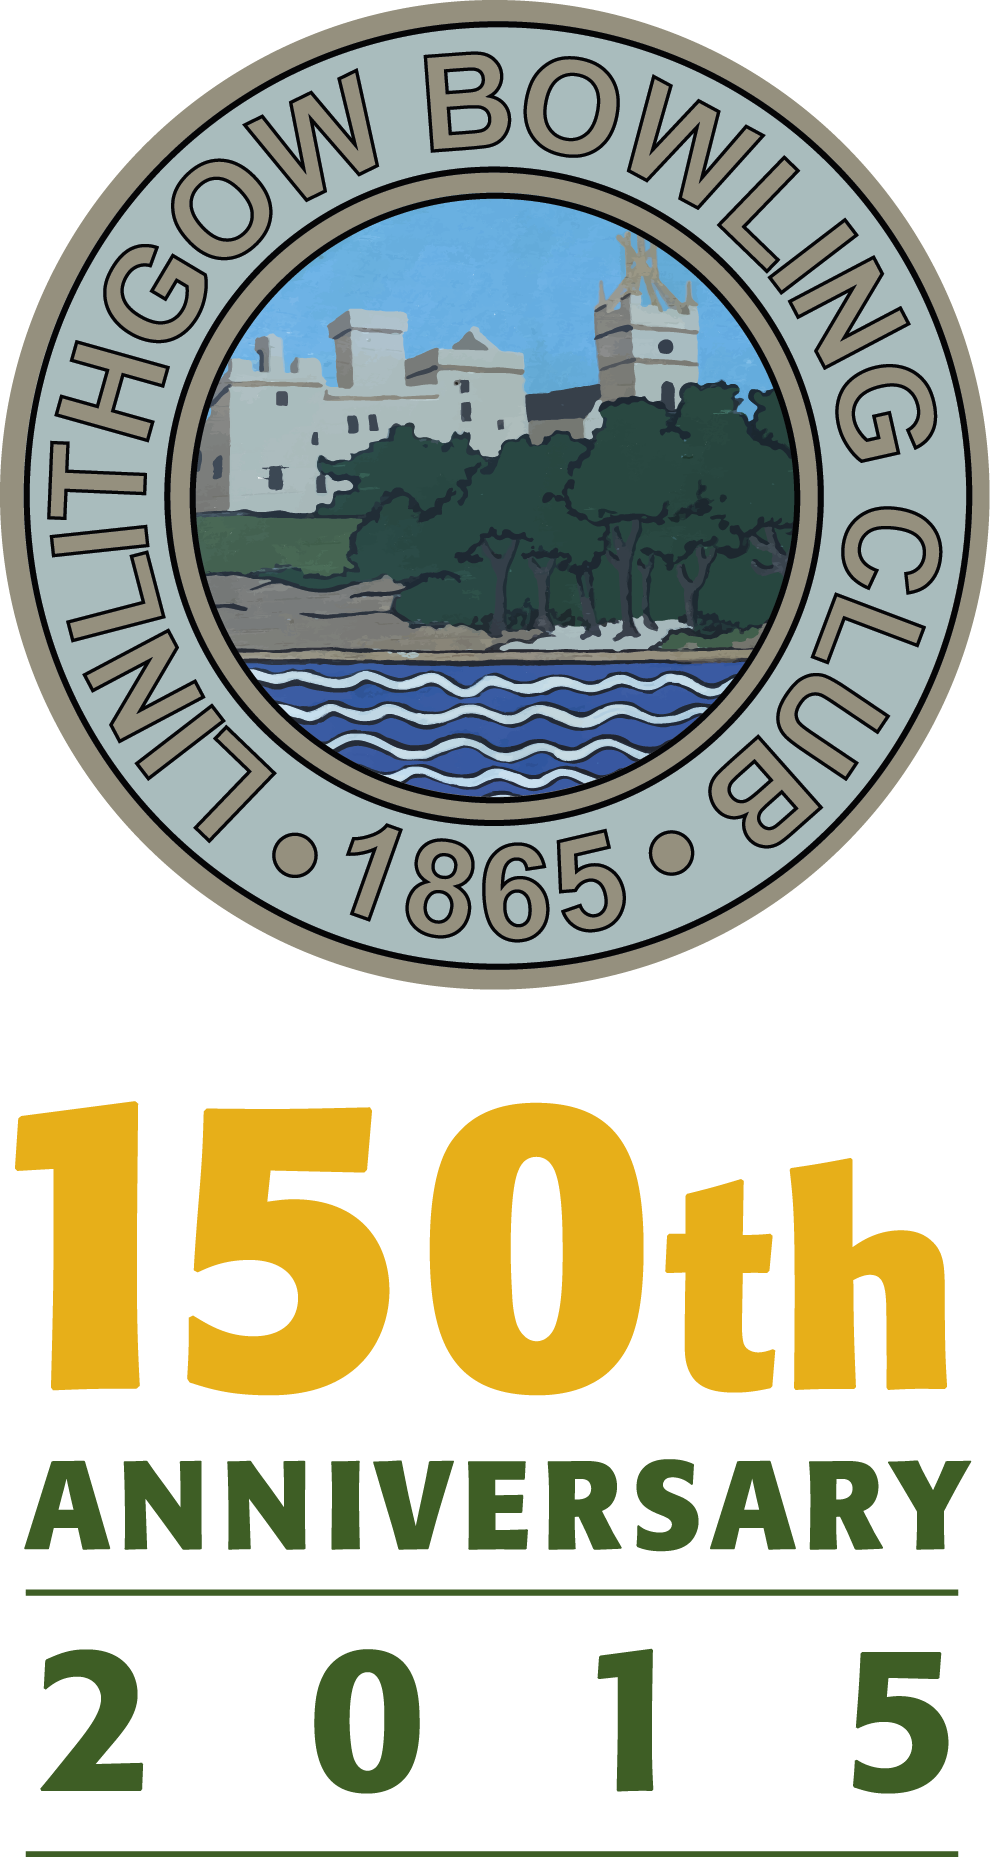 LINLITHGOW BOWLING CLUB
• 1865 •
150th
ANNIVERSARY
2015